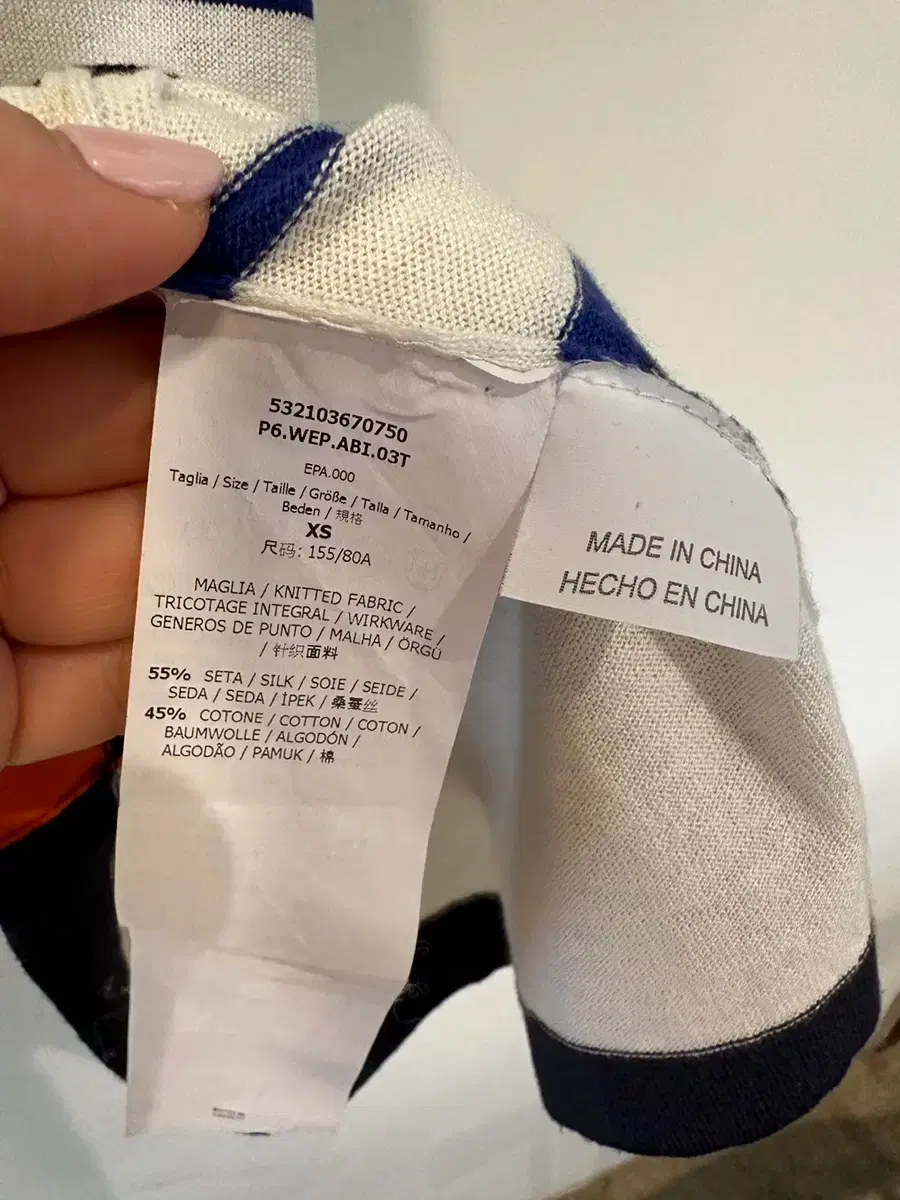 532103670750
P6.WEP.ABI.03T
EPA.000
Taglia / Size / Taille / Größe / Talla / Tamanho /
Beden / 規格
XS
尺码: 155/80A
MAGLIA / KNITTED FABRIC /
TRICOTAGE INTEGRAL / WIRKWARE /
GENEROS DE PUNTO / MALHA / ÖRGÜ
/ 针织面料
55% SETA / SILK / SOIE / SEIDE /
SEDA / SEDA / İPEK / 桑蚕丝
45% COTONE / COTTON / COTON /
BAUMWOLLE / ALGODÓN /
ALGODÃO / PAMUK / 棉
MADE IN CHINA
HECHO EN CHINA